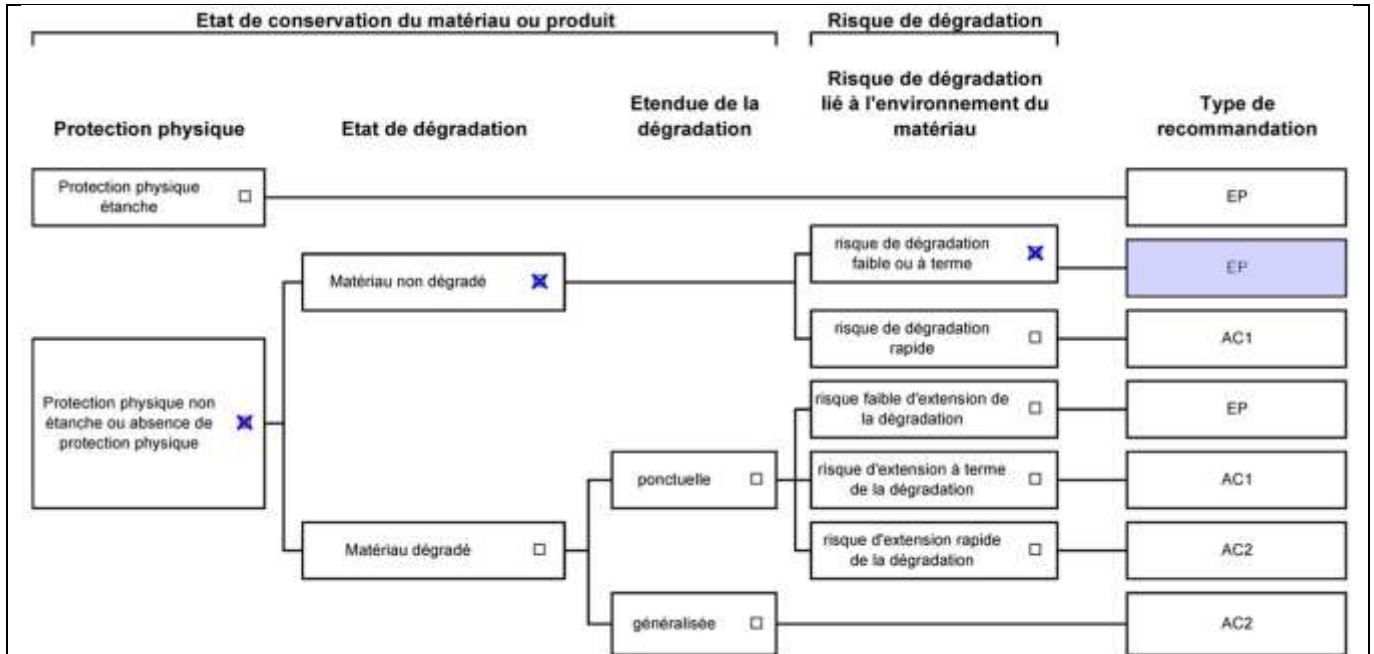 Etat de conservation du matériau ou produit
Risque de dégradation
Protection physique
Etat de dégradation
Etendue de la
dégradation
Risque de dégradation
lié à l'environnement du
matériau
Type de
recommandation
Protection physique
étanche
EP
Matériau non dégradé
risque de dégradation
faible ou à terme
EP
risque de dégradation
rapide
AC1
Protection physique non
étanche ou absence de
protection physique
risque faible d'extension de
la dégradation
EP
ponctuelle
risque d'extension à terme
de la dégradation
AC1
Matériau dégradé
risque d'extension rapide
de la dégradation
AC2
généralisée
AC2